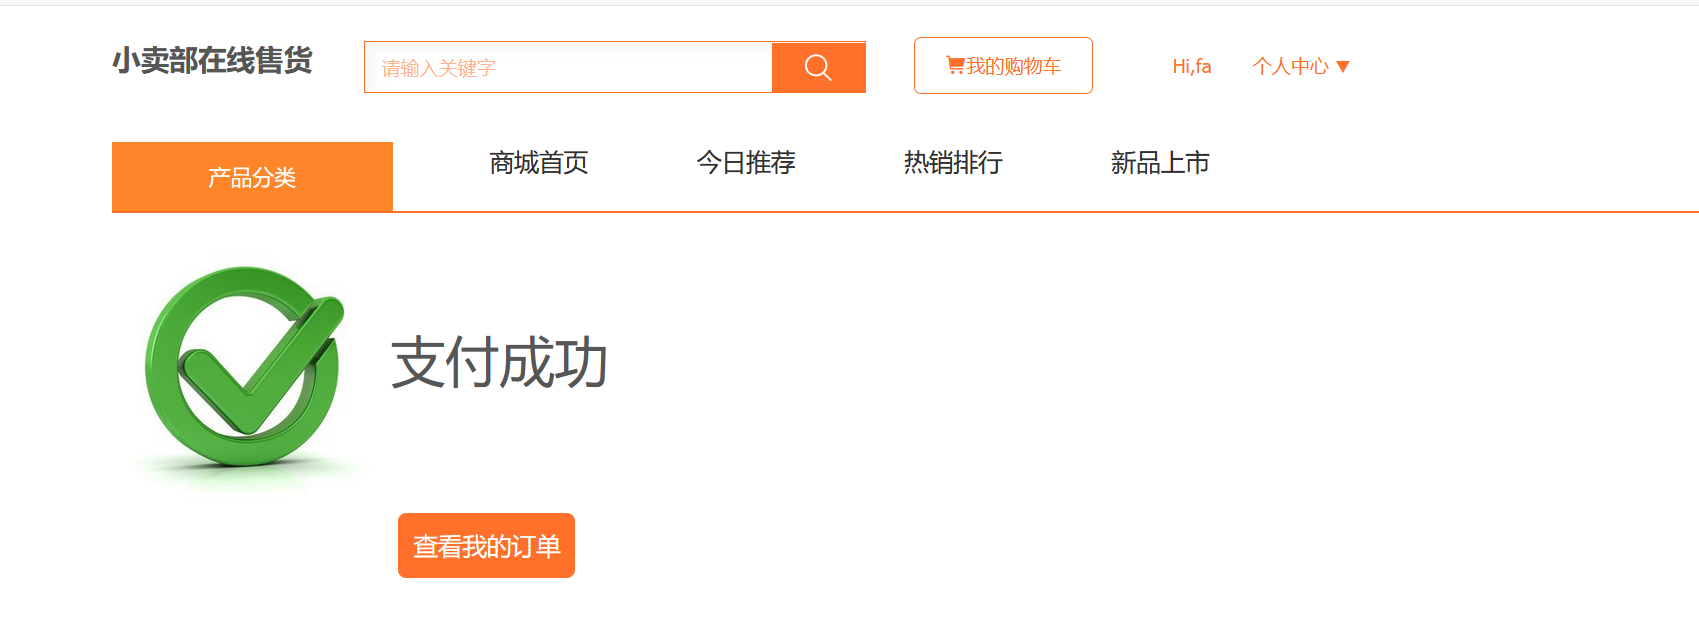 小卖部在线售货
请输入关键字
我的购物车
Hi,fa
个人中心 ▼
产品分类
商城首页
今日推荐
热销排行
新品上市
支付成功
查看我的订单